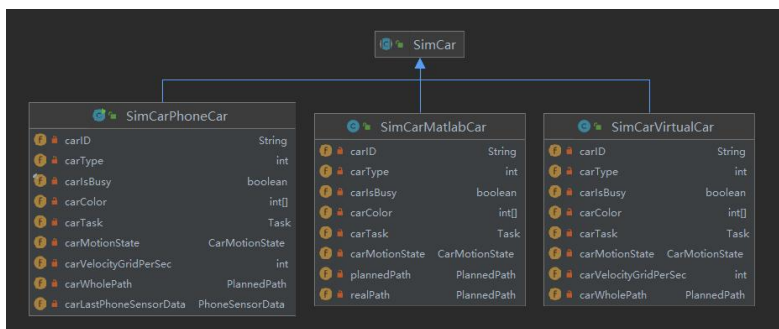 SimCar
SimCarPhoneCar
carID String
carType int
carIsBusy boolean
carColor int[]
carTask Task
carMotionState CarMotionState
carVelocityGridPerSec int
carWholePath PlannedPath
carLastPhoneSensorData PhoneSensorData
SimCarMatlabCar
carID String
carType int
carIsBusy boolean
carColor int[]
carTask Task
carMotionState CarMotionState
plannedPath PlannedPath
realPath PlannedPath
SimCarVirtualCar
carID String
carType int
carIsBusy boolean
carColor int[]
carTask Task
carMotionState CarMotionState
carVelocityGridPerSec int
carWholePath PlannedPath